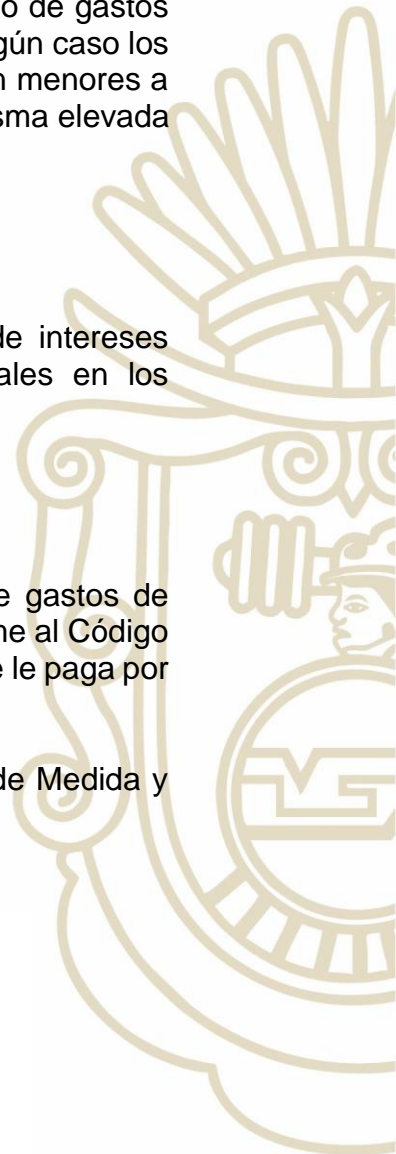 o de gastos
gún caso los
n menores a
sma elevada
de intereses
ales en los
e gastos de
ne al Código
e le paga por
de Medida y